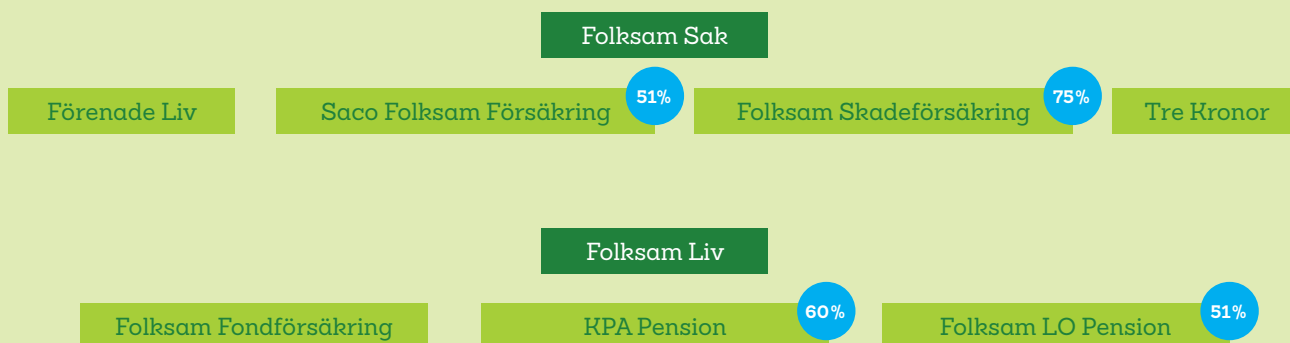 Folksam Sak
Förenade Liv
Saco Folksam Försäkring
51%
Folksam Skadeförsäkring
75%
Tre Kronor
Folksam Liv
Folksam Fondförsäkring
KPA Pension
60%
Folksam LO Pension
51%